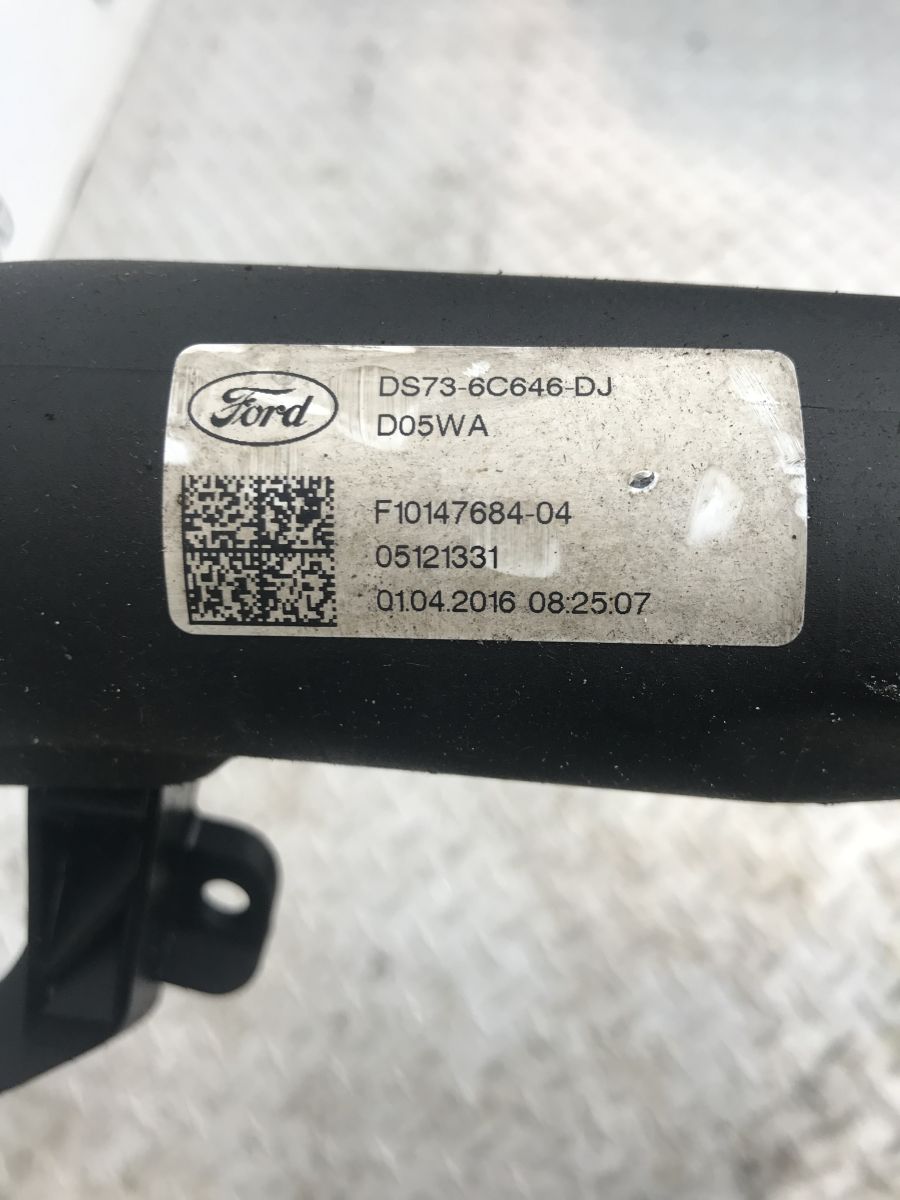 Ford
DS73-6C646-DJ
D05WA
F10147684-04
05121331
01.04.2016 08:25:07